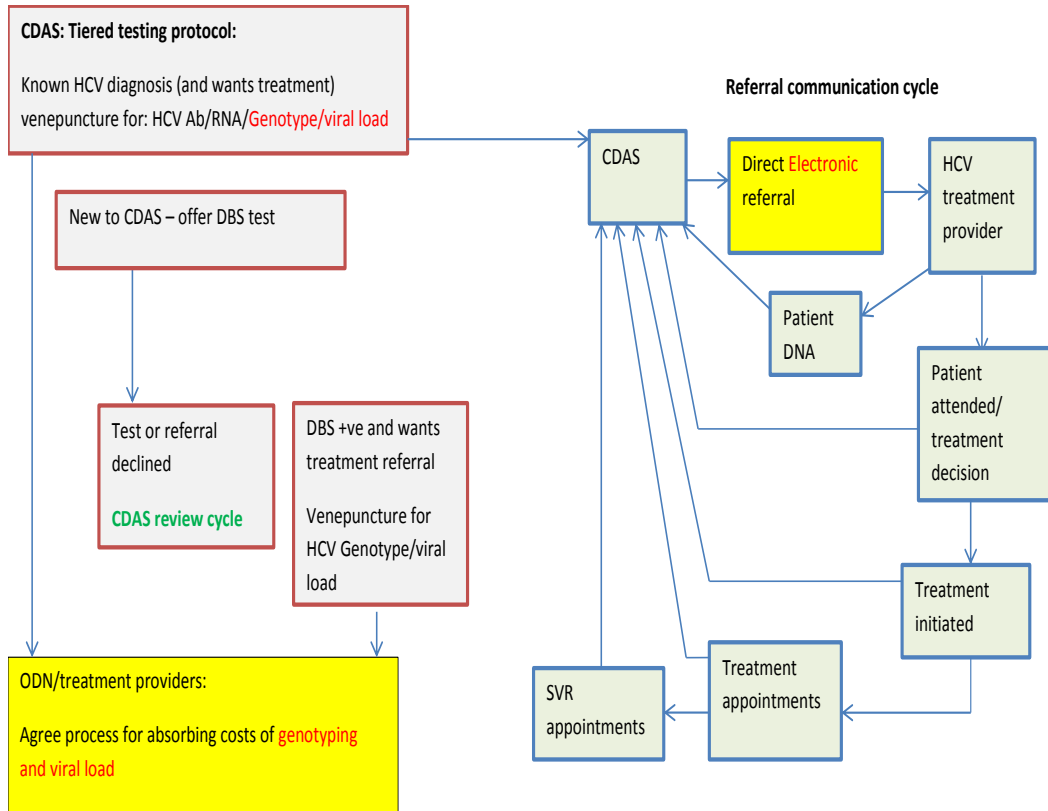 CDAS: Tiered testing protocol:
Known HCV diagnosis (and wants treatment)
venepuncture for: HCV Ab/RNA/Genotype/viral load
New to CDAS – offer DBS test
Test or referral
declined
CDAS review cycle
DBS +ve and wants
treatment referral
Venepuncture for
HCV Genotype/viral
load
ODN/treatment providers:
Agree process for absorbing costs of genotyping
and viral load
Referral communication cycle
CDAS
Direct Electronic
referral
HCV
treatment
provider
Patient
DNA
Patient
attended/
treatment
decision
Treatment
initiated
Treatment
appointments
SVR
appointments